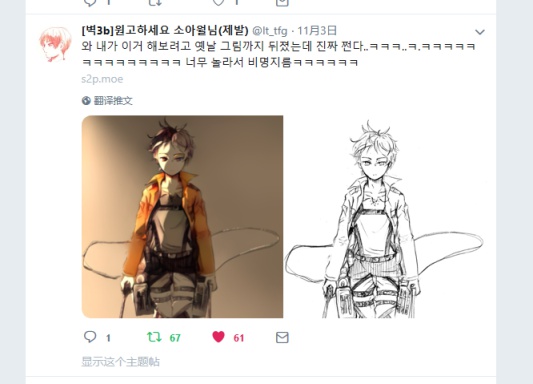 [벽3b]원고하세요 소아월님(제발) @lt_tfg · 11月3日
와 내가 이거 해보려고 옛날 그림까지 뒤졌는데 진짜 쩐다..ㅋㅋㅋ..ㅋ.ㅋㅋㅋㅋㅋ
ㅋㅋㅋㅋㅋㅋㅋㅋㅋ 너무 놀라서 비명지름ㅋㅋㅋㅋㅋㅋ
s2p.moe
翻译推文
1 67 61
显示这个主题帖